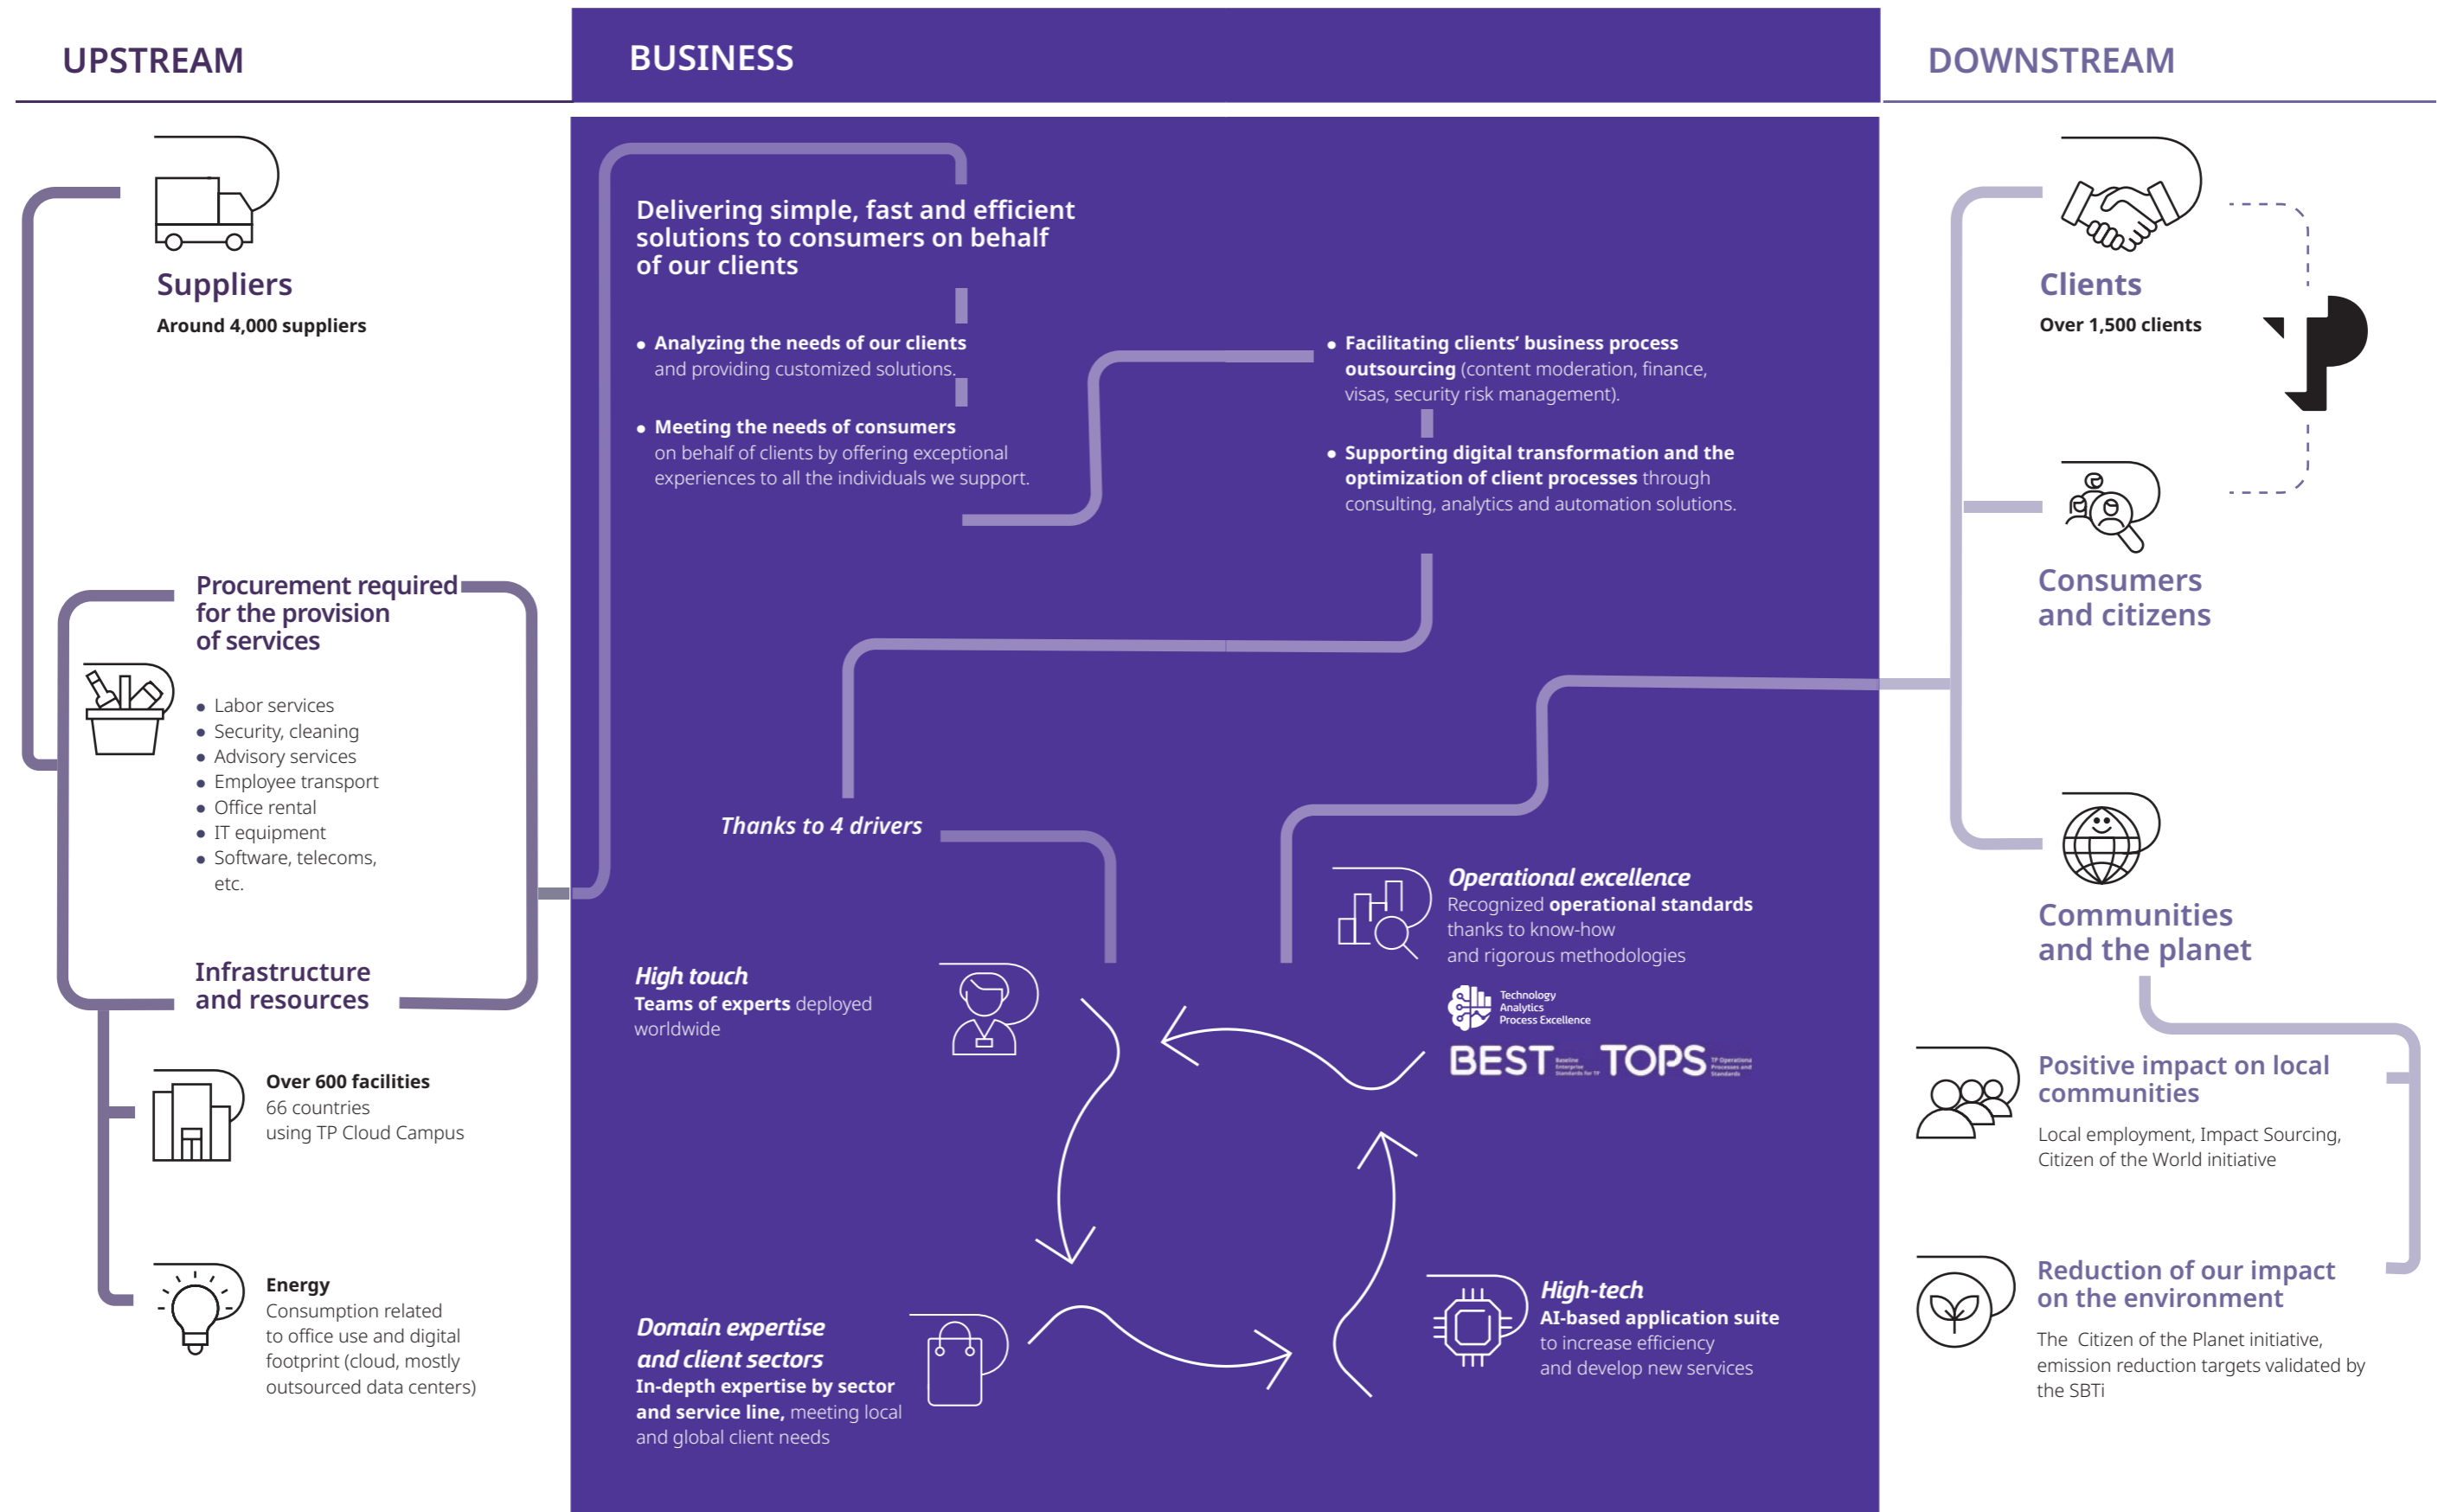 UPSTREAM
BUSINESS
DOWNSTREAM
Suppliers
Around 4,000 suppliers
Procurement required
for the provision
of services
• Labor services
• Security, cleaning
• Advisory services
• Employee transport
• Office rental
• IT equipment
• Software, telecoms,
etc.
Infrastructure
and resources
Over 600 facilities
66 countries
using TP Cloud Campus
Energy
Consumption related
to office use and digital
footprint (cloud, mostly
outsourced data centers)
Delivering simple, fast and efficient
solutions to consumers on behalf
of our clients
• Analyzing the needs of our clients
and providing customized solutions.
• Meeting the needs of consumers
on behalf of clients by offering exceptional
experiences to all the individuals we support.
• Facilitating clients’ business process
outsourcing (content moderation, finance,
visas, security risk management).
• Supporting digital transformation and the
optimization of client processes through
consulting, analytics and automation solutions.
Thanks to 4 drivers
High touch
Teams of experts deployed
worldwide
Operational excellence
Recognized operational standards
thanks to know-how
and rigorous methodologies
Technology
Analytics
Process Excellence
BEST
Baseline
Enterprise
Standards for TP
TOPS
TP Operations
Processes and
Standards
Domain expertise
and client sectors
In-depth expertise by sector
and service line, meeting local
and global client needs
High-tech
AI-based application suite
to increase efficiency
and develop new services
Clients
Over 1,500 clients
Consumers
and citizens
Communities
and the planet
Positive impact on local
communities
Local employment, Impact Sourcing,
Citizen of the World initiative
Reduction of our impact
on the environment
The Citizen of the Planet initiative,
emission reduction targets validated by
the SBTi